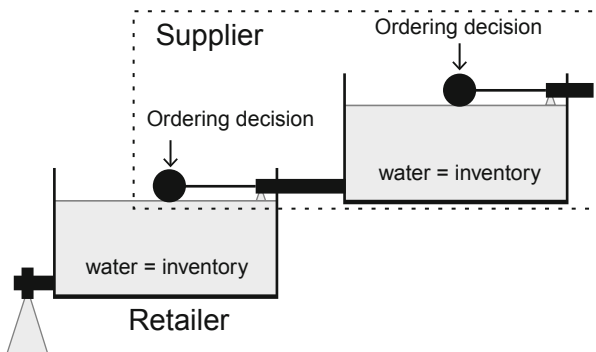 Supplier
Ordering decision
Ordering decision
water = inventory
water = inventory
Retailer